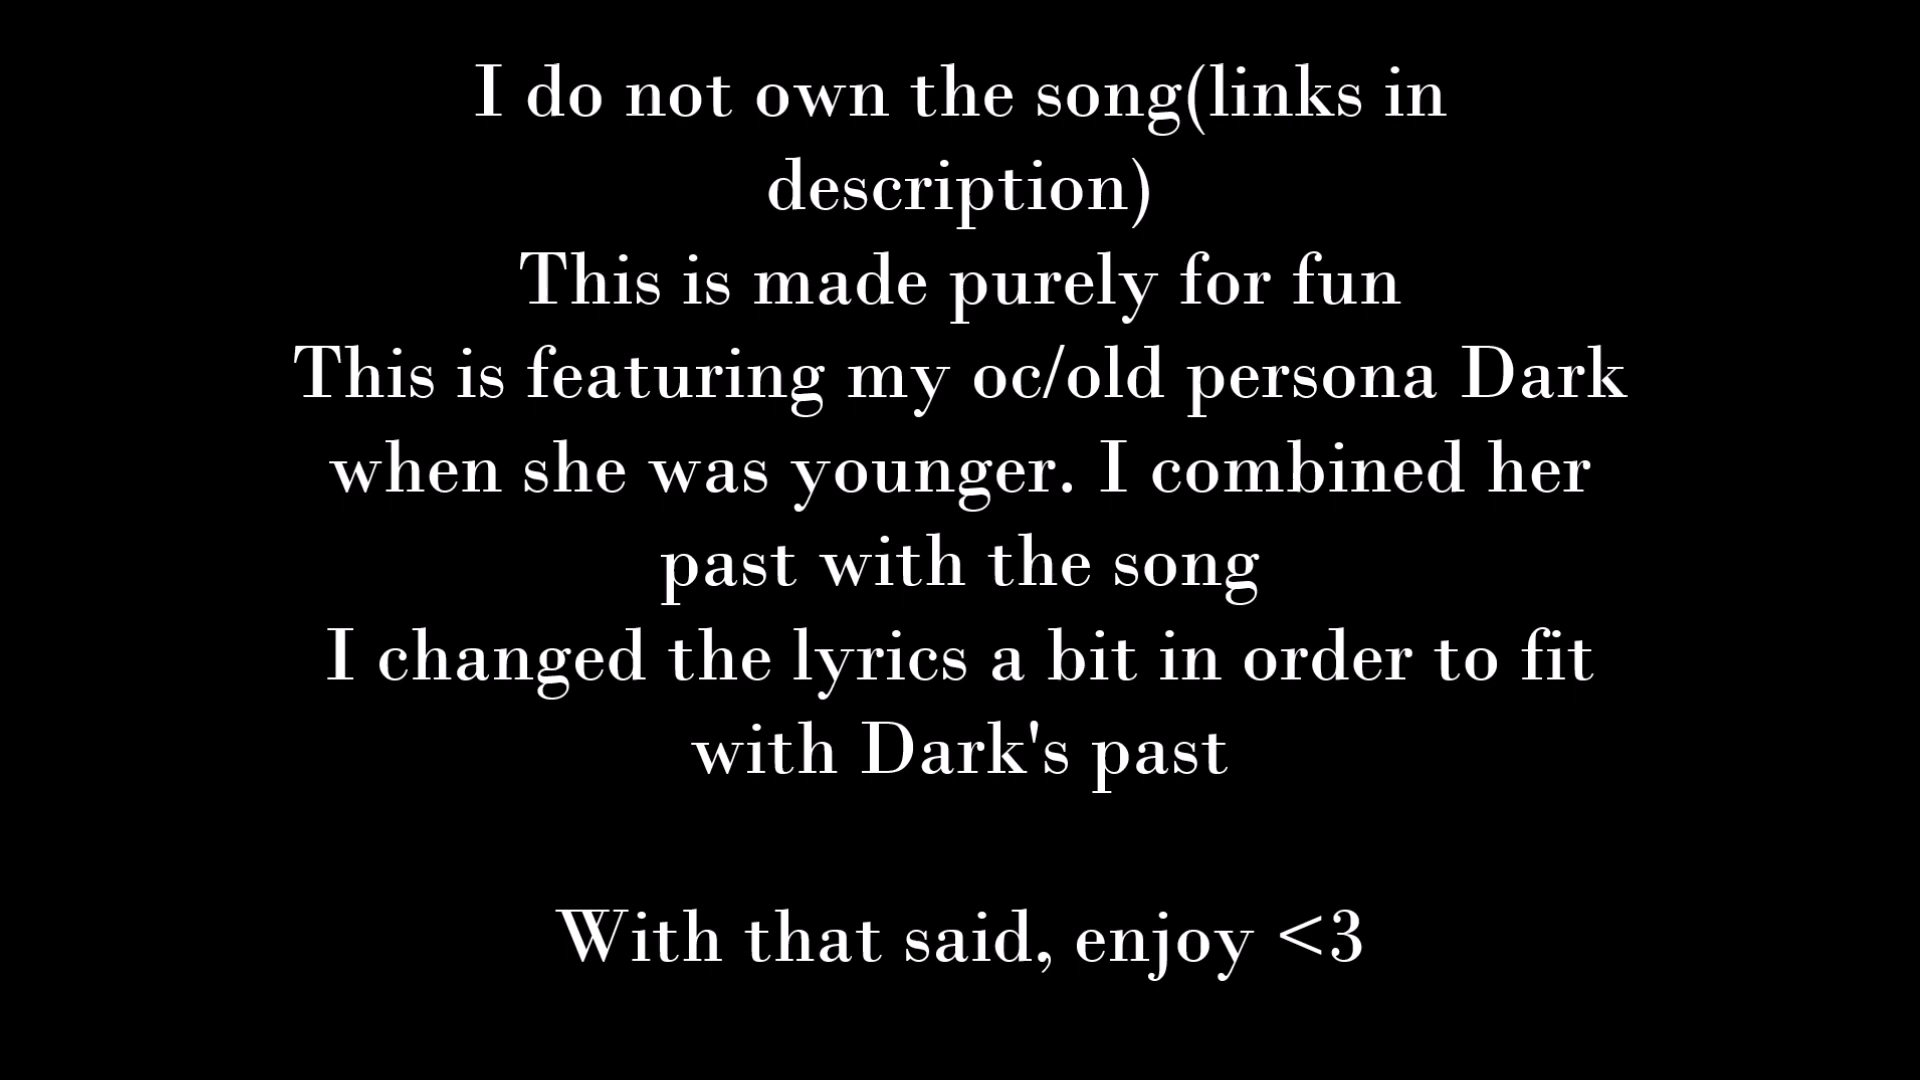 I do not own the song(links in
description)
This is made purely for fun
This is featuring my oc/old persona Dark
when she was younger. I combined her
past with the song
I changed the lyrics a bit in order to fit
with Dark's past
With that said, enjoy <3